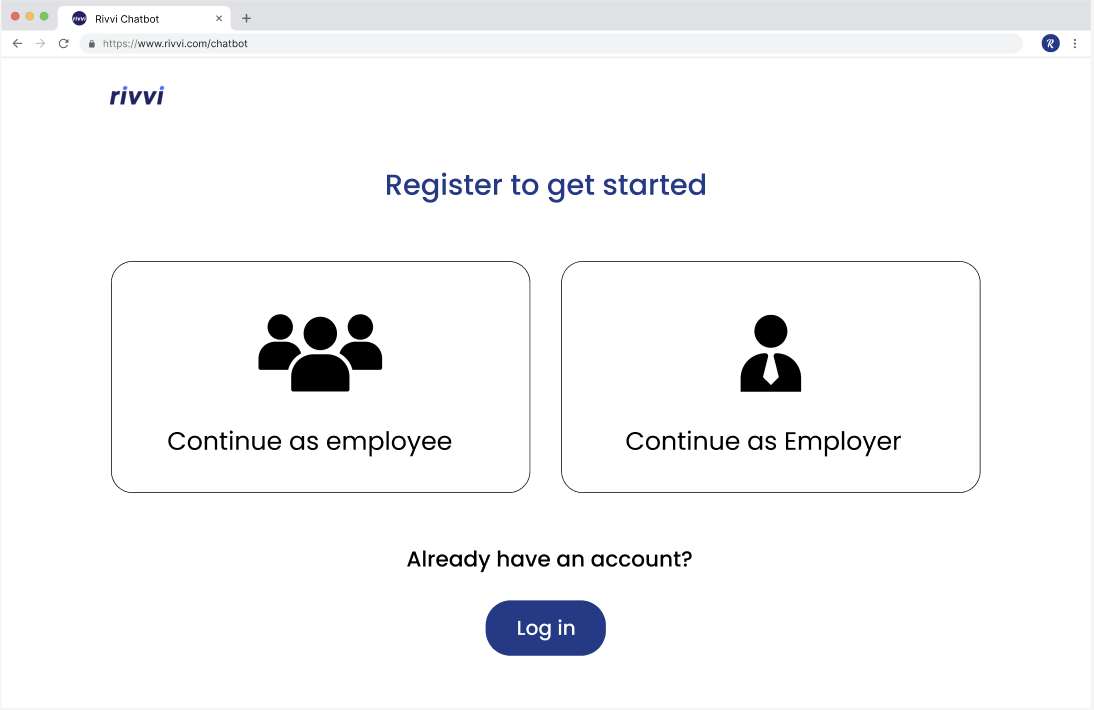 Rivvi Chatbot
https://www.rivvi.com/chatbot
R
rivvi
Register to get started
Continue as employee
Continue as Employer
Already have an account?
Log in